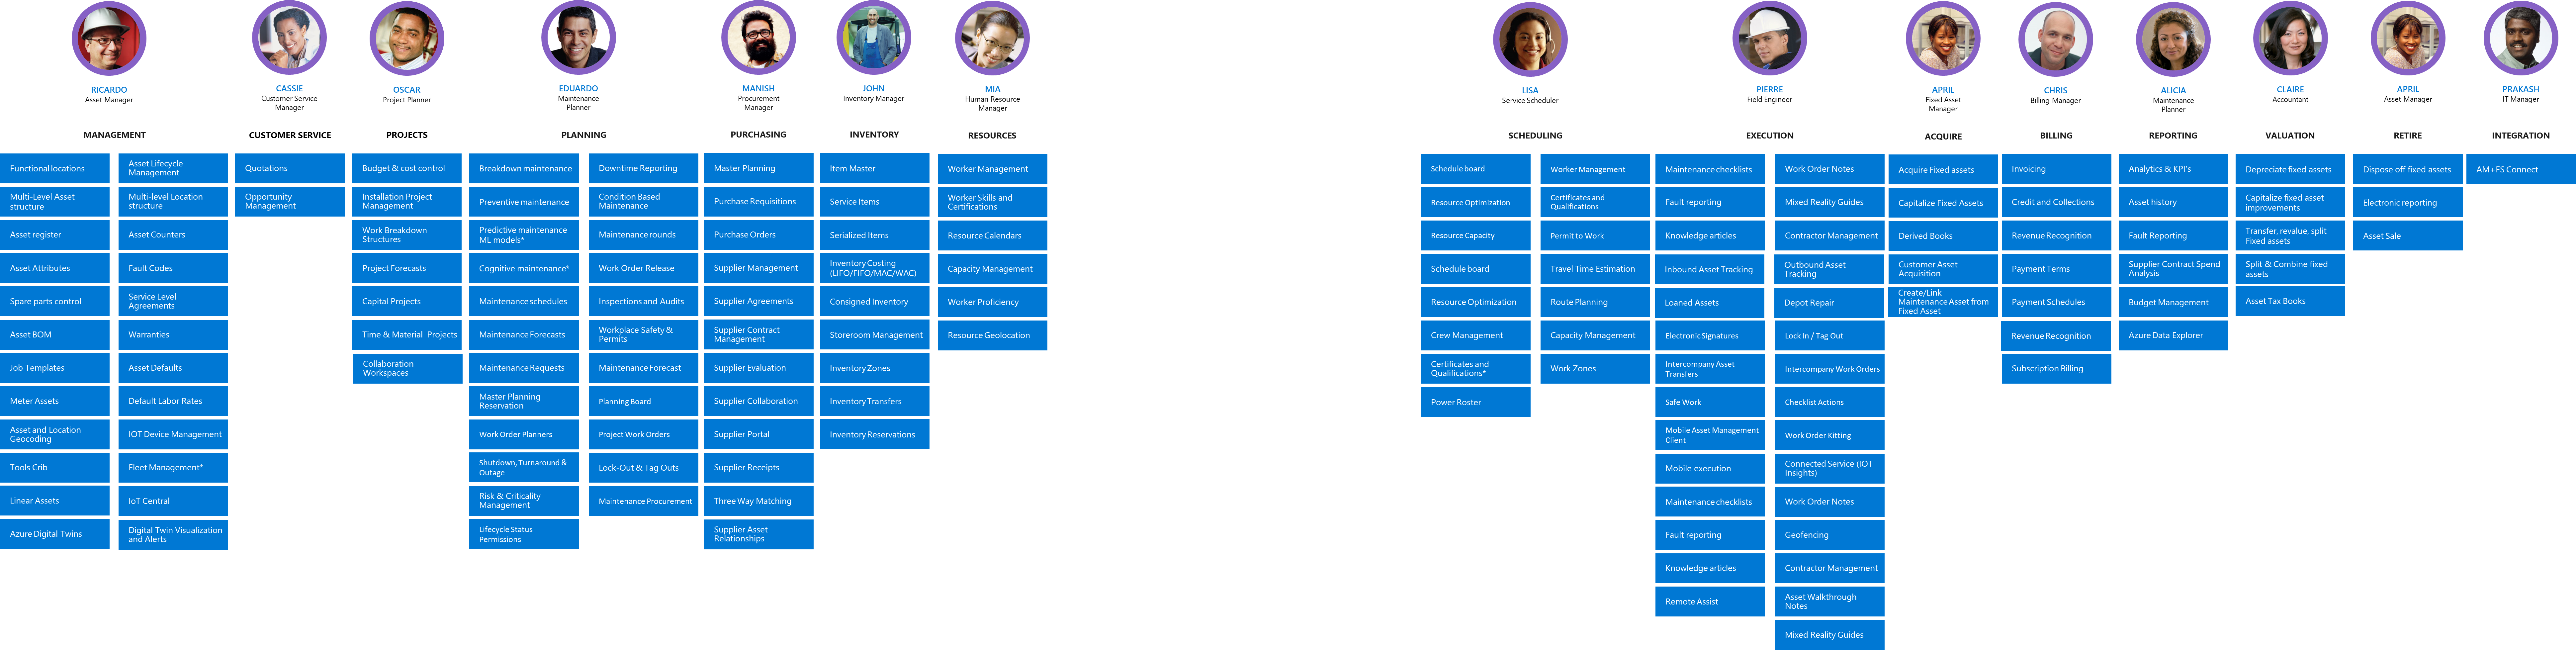 RICARDO
Asset Manager
MANAGEMENT
Functional locations
Multi-Level Asset
structure
Asset register
Asset Attributes
Spare parts control
Asset BOM
Job Templates
Meter Assets
Asset and Location
Geocoding
Tools Crib
Linear Assets
Azure Digital Twins
Asset Lifecycle
Management
Multi-level Location
structure
Asset Counters
Fault Codes
Service Level
Agreements
Warranties
Asset Defaults
Default Labor Rates
IOT Device Management
Fleet Management*
IoT Central
Digital Twin Visualization
and Alerts
CASSIE
Customer Service
Manager
CUSTOMER SERVICE
Quotations
Opportunity
Management
OSCAR
Project Planner
PROJECTS
Budget & cost control
Installation Project
Management
Work Breakdown
Structures
Project Forecasts
Capital Projects
Time & Material Projects
Collaboration
Workspaces
EDUARDO
Maintenance
Planner
PLANNING
Breakdown maintenance
Preventive maintenance
Predictive maintenance
ML models*
Cognitive maintenance*
Maintenance schedules
Maintenance Forecasts
Maintenance Requests
Master Planning
Reservation
Work Order Planners
Shutdown, Turnaround &
Outage
Risk & Criticality
Management
Lifecycle Status
Permissions
Downtime Reporting
Condition Based
Maintenance
Maintenance rounds
Work Order Release
Inspections and Audits
Workplace Safety &
Permits
Maintenance Forecast
Planning Board
Project Work Orders
Lock-Out & Tag Outs
Maintenance Procurement
MANISH
Procurement
Manager
PURCHASING
Master Planning
Purchase Requisitions
Purchase Orders
Supplier Management
Supplier Agreements
Supplier Contract
Management
Supplier Evaluation
Supplier Collaboration
Supplier Portal
Supplier Receipts
Three Way Matching
Supplier Asset
Relationships
JOHN
Inventory Manager
INVENTORY
Item Master
Service Items
Serialized Items
Inventory Costing
(LIFO/FIFO/MAC/WAC)
Consigned Inventory
Storeroom Management
Inventory Zones
Inventory Transfers
Inventory Reservations
MIA
Human Resource
Manager
RESOURCES
Worker Management
Worker Skills and
Certifications
Resource Calendars
Capacity Management
Worker Proficiency
Resource Geolocation
LISA
Service Scheduler
SCHEDULING
Schedule board
Resource Optimization
Resource Capacity
Schedule board
Resource Optimization
Crew Management
Certificates and
Qualifications*
Power Roster
Worker Management
Certificates and
Qualifications
Permit to Work
Travel Time Estimation
Route Planning
Capacity Management
Work Zones
PIERRE
Field Engineer
EXECUTION
Maintenance checklists
Fault reporting
Knowledge articles
Inbound Asset Tracking
Loaned Assets
Electronic Signatures
Intercompany Asset
Transfers
Safe Work
Mobile Asset Management
Client
Mobile execution
Maintenance checklists
Fault reporting
Knowledge articles
Remote Assist
Work Order Notes
Mixed Reality Guides
Contractor Management
Outbound Asset
Tracking
Depot Repair
Lock In / Tag Out
Intercompany Work Orders
Checklist Actions
Work Order Kitting
Connected Service (IOT
Insights)
Work Order Notes
Geofencing
Contractor Management
Asset Walkthrough
Notes
Mixed Reality Guides
APRIL
Fixed Asset
Manager
ACQUIRE
Acquire Fixed assets
Capitalize Fixed Assets
Derived Books
Customer Asset
Acquisition
Create/Link
Maintenance Asset from
Fixed Asset
CHRIS
Billing Manager
BILLING
Invoicing
Credit and Collections
Revenue Recognition
Payment Terms
Payment Schedules
Revenue Recognition
Subscription Billing
ALICIA
Maintenance
Planner
REPORTING
Analytics & KPI's
Asset history
Fault Reporting
Supplier Contract Spend
Analysis
Budget Management
Azure Data Explorer
CLAIRE
Accountant
VALUATION
Depreciate fixed assets
Capitalize fixed asset
improvements
Transfer, revalue, split
Fixed assets
Split & Combine fixed
assets
Asset Tax Books
APRIL
Asset Manager
RETIRE
Dispose off fixed assets
Electronic reporting
Asset Sale
PRAKASH
IT Manager
INTEGRATION
AM+FS Connect